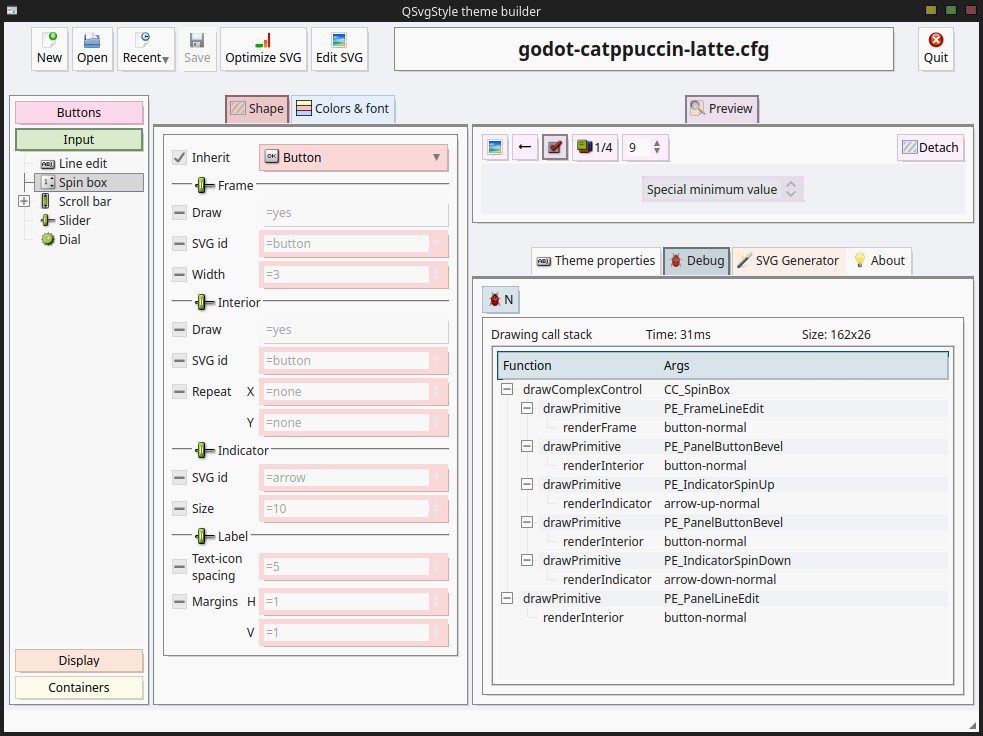 QSvgStyle theme builder
New
Open
Recent
Save
Optimize SVG
Edit SVG
godot-catppuccin-latte.cfg
Quit
Buttons
Input
Line edit
Spin box
Scroll bar
Slider
Dial
Display
Containers
Shape
Colors & font
Inherit
OK Button
Frame
Draw =yes
SVG id =button
Width =3
Interior
Draw =yes
SVG id =button
Repeat X =none
Y =none
Indicator
SVG id =arrow
Size =10
Label
Text-icon
spacing
=5
Margins H =1
V =1
Preview
1/4
9
Detach
Special minimum value
Theme properties
Debug
SVG Generator
About
N
Drawing call stack Time: 31ms Size: 162x26
Function Args
drawComplexControl CC_SpinBox
drawPrimitive PE_FrameLineEdit
renderFrame button-normal
drawPrimitive PE_PanelButtonBevel
renderInterior button-normal
drawPrimitive PE_IndicatorSpinUp
renderIndicator arrow-up-normal
drawPrimitive PE_PanelButtonBevel
renderInterior button-normal
drawPrimitive PE_IndicatorSpinDown
renderIndicator arrow-down-normal
drawPrimitive PE_PanelLineEdit
renderInterior button-normal